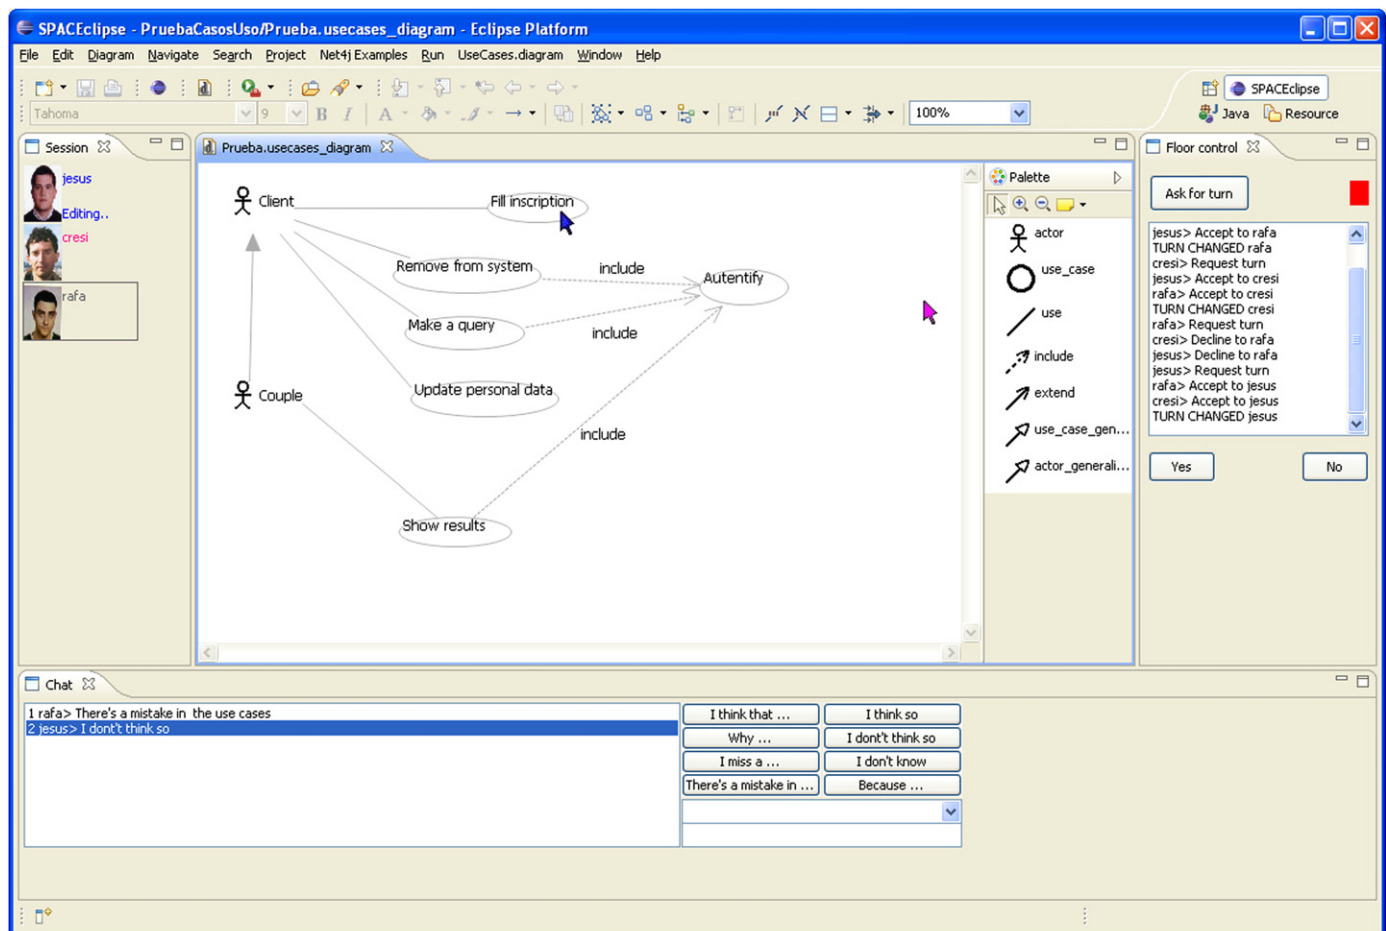 SPACEclipse - PruebaCasosUso/Prueba.usecases_diagram - Eclipse Platform
File Edit Diagram Navigate Search Project Net4j Examples Run UseCases.diagram Window Help
SPACEclipse
Tahoma 9 B I A 100%
Java Resource
Session
jesus
Editing..
cresi
rafa
Prueba.usecases_diagram
Client
Fill inscription
Remove from system
include
Autentify
Make a query
include
Update personal data
Couple
include
Show results
Palette
actor
use_case
use
include
extend
use_case_gen...
actor_generali...
Floor control
Ask for turn
jesus> Accept to rafa
TURN CHANGED rafa
cresi> Request turn
jesus> Accept to cresi
rafa> Accept to cresi
TURN CHANGED cresi
rafa> Request turn
cresi> Decline to rafa
jesus> Decline to rafa
jesus> Request turn
rafa> Accept to jesus
cresi> Accept to jesus
TURN CHANGED jesus
Yes No
Chat
1 rafa> There's a mistake in  the use cases
2 jesus> I dont't think so
I think that ... I think so
Why ... I dont't think so
I miss a ... I don't know
There's a mistake in ... Because ...